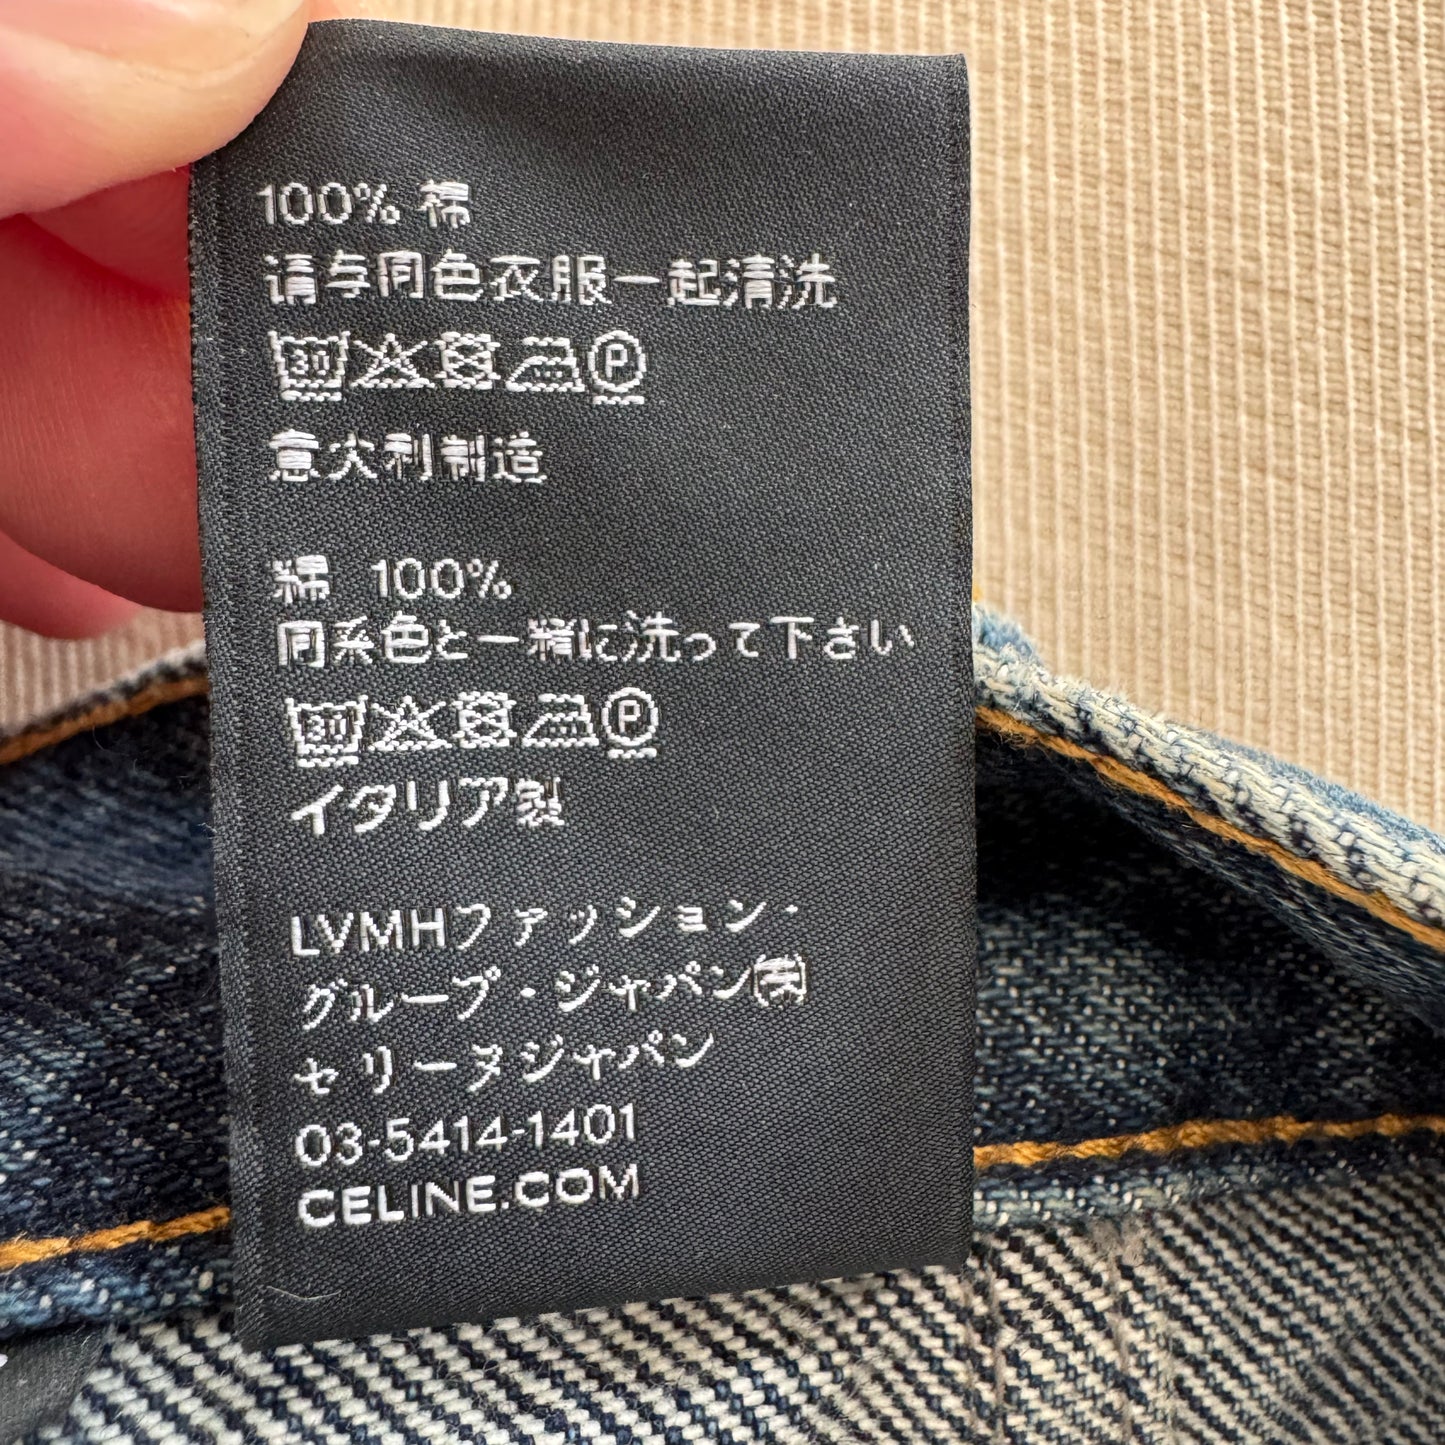 100% 棉
请与同色衣服一起清洗
30 P
意大利制造
綿 100%
同系色と一緒に洗って下さい
30 P
イタリア製
LVMHファッション・
グループ・ジャパン㈱
セリーヌジャパン
03-5414-1401
CELINE.COM